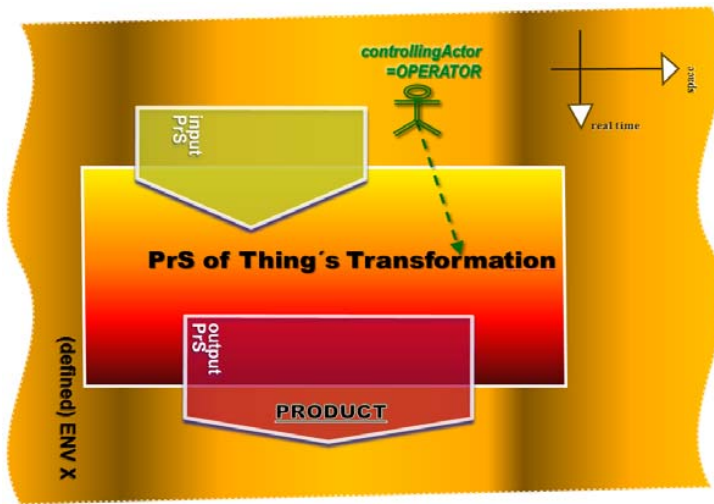 controllingActor
=OPERATOR
space
real time
input
PrS
PrS of Thing´s Transformation
output
PrS
PRODUCT
(defined) ENV X